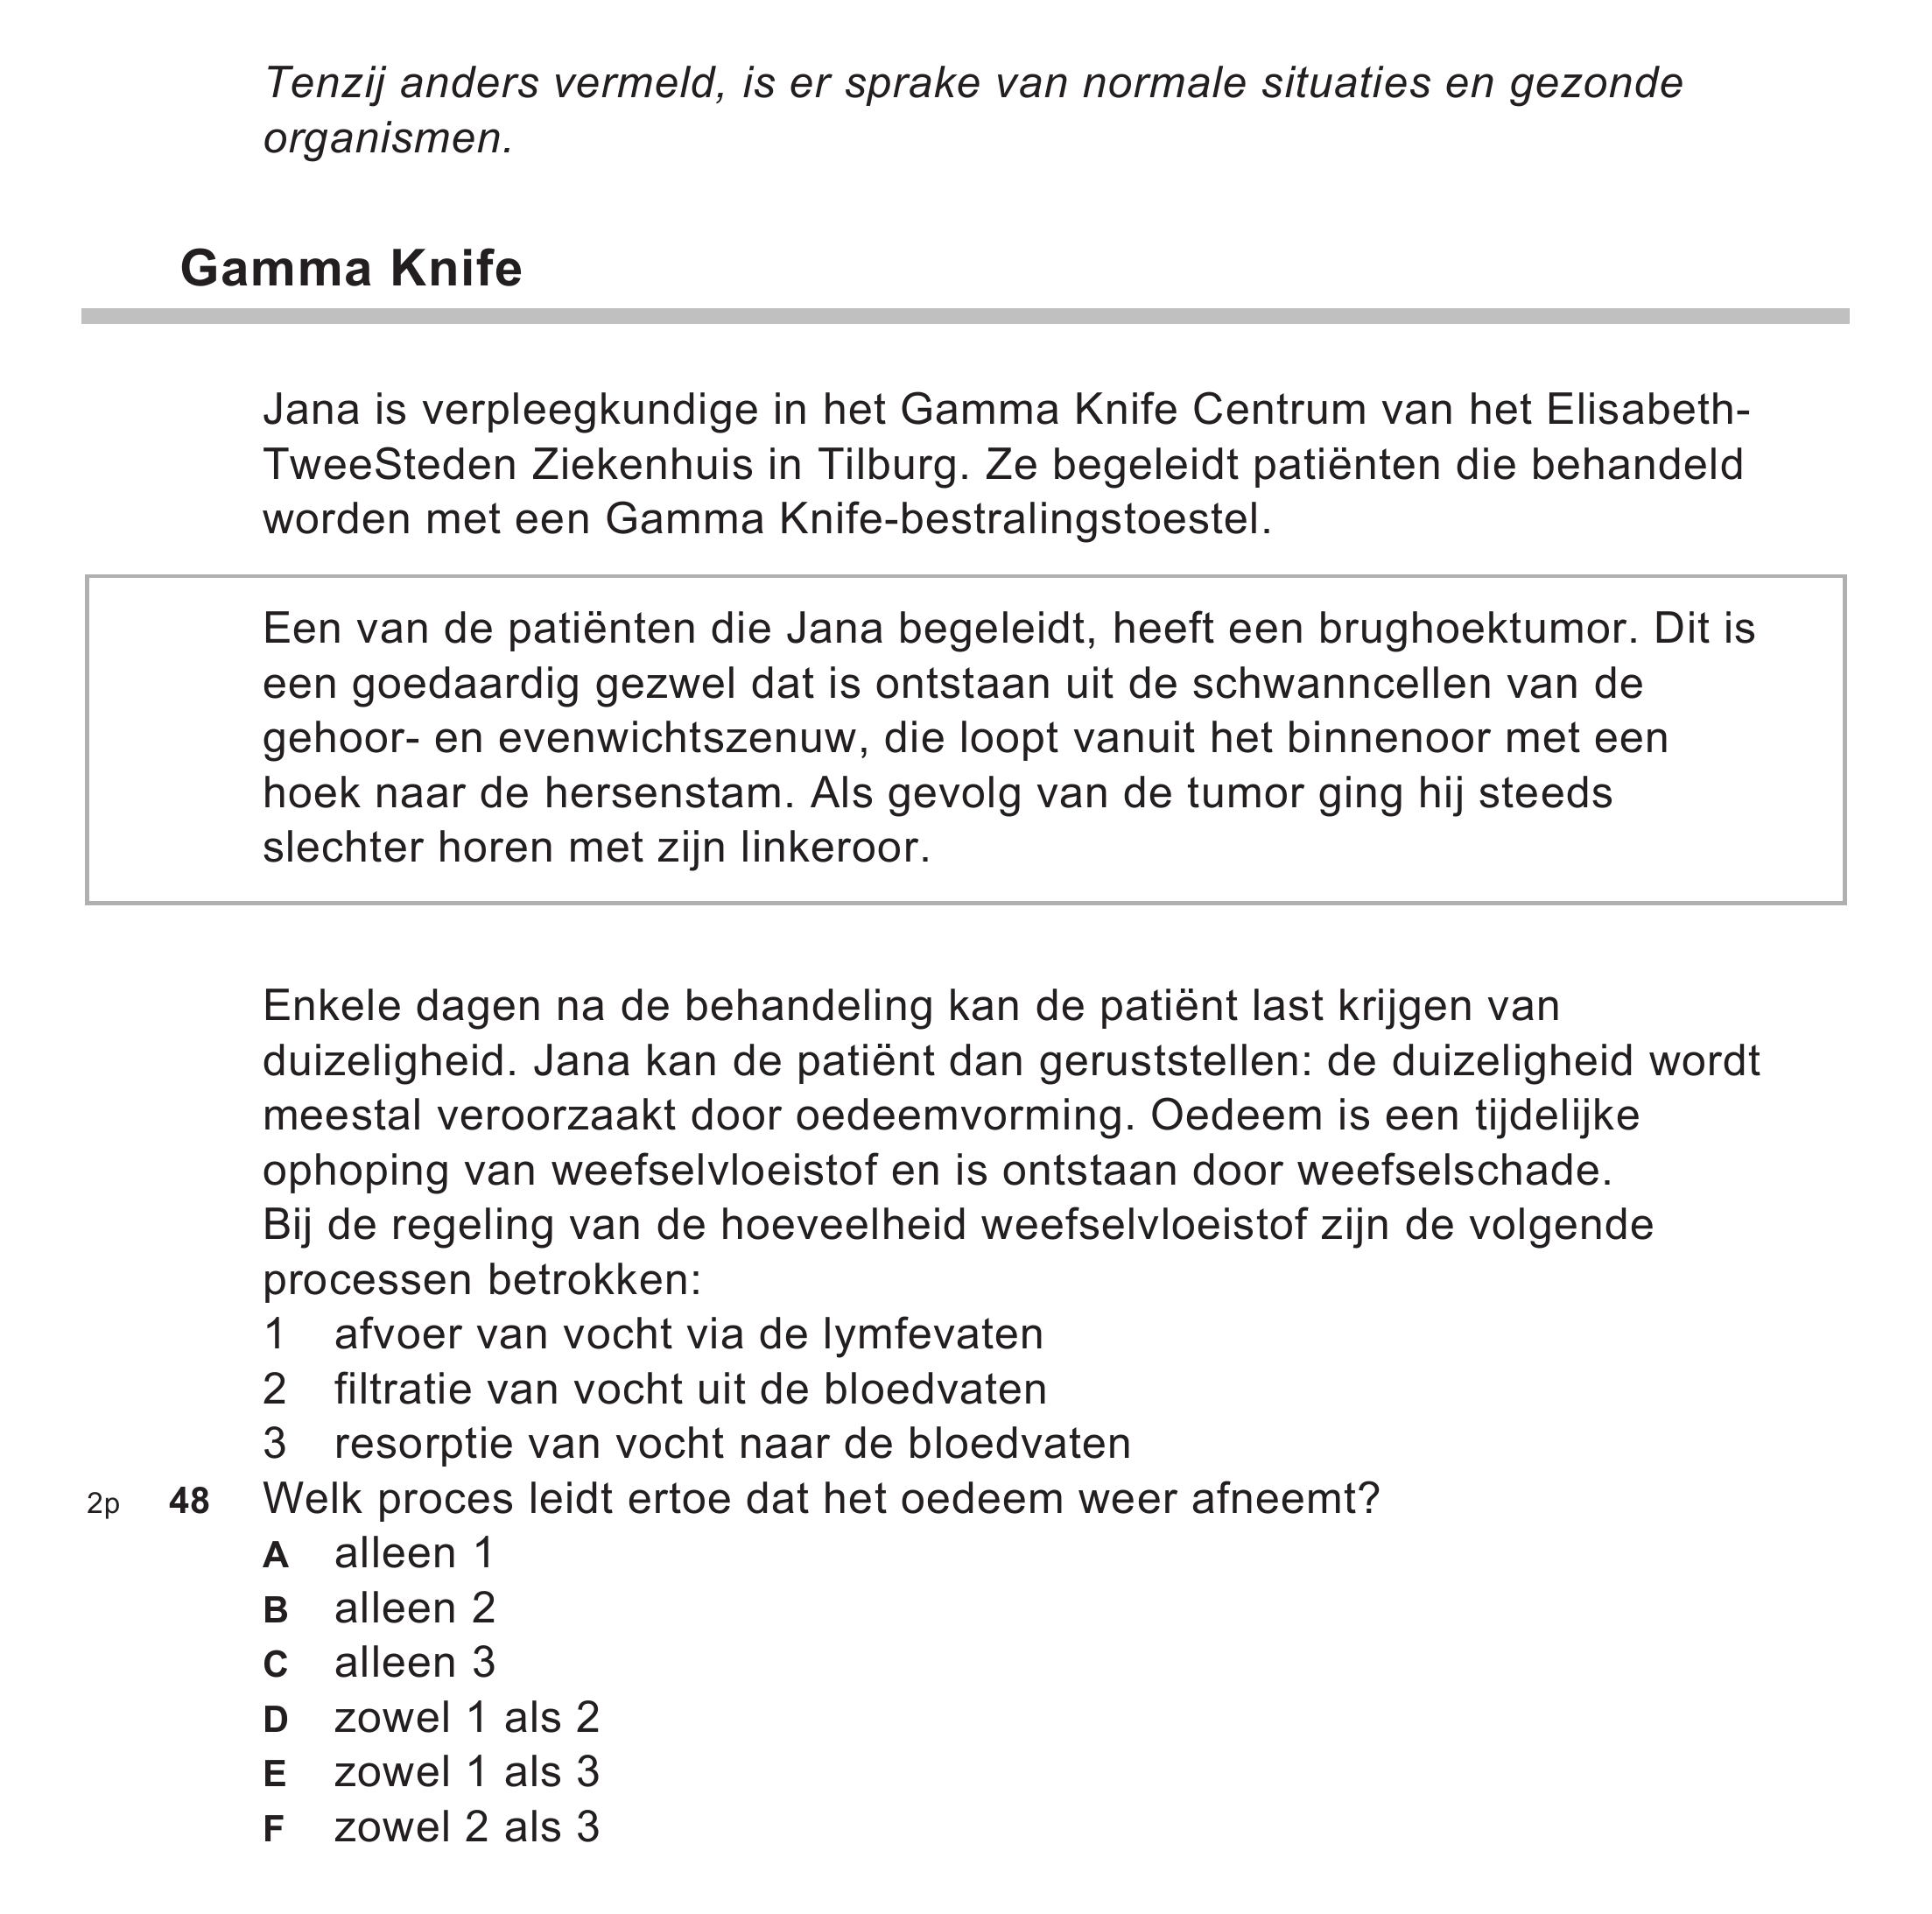 Tenzij anders vermeld, is er sprake van normale situaties en gezonde
organismen.
Gamma Knife
Jana is verpleegkundige in het Gamma Knife Centrum van het Elisabeth-
TweeSteden Ziekenhuis in Tilburg. Ze begeleidt patiënten die behandeld
worden met een Gamma Knife-bestralingstoestel.
Een van de patiënten die Jana begeleidt, heeft een brughoektumor. Dit is
een goedaardig gezwel dat is ontstaan uit de schwanncellen van de
gehoor- en evenwichtszenuw, die loopt vanuit het binnenoor met een
hoek naar de hersenstam. Als gevolg van de tumor ging hij steeds
slechter horen met zijn linkeroor.
Enkele dagen na de behandeling kan de patiënt last krijgen van
duizeligheid. Jana kan de patiënt dan geruststellen: de duizeligheid wordt
meestal veroorzaakt door oedeemvorming. Oedeem is een tijdelijke
ophoping van weefselvloeistof en is ontstaan door weefselschade.
Bij de regeling van de hoeveelheid weefselvloeistof zijn de volgende
processen betrokken:
1 afvoer van vocht via de lymfevaten
2 filtratie van vocht uit de bloedvaten
3 resorptie van vocht naar de bloedvaten
2p 48 Welk proces leidt ertoe dat het oedeem weer afneemt?
A alleen 1
B alleen 2
C alleen 3
D zowel 1 als 2
E zowel 1 als 3
F zowel 2 als 3